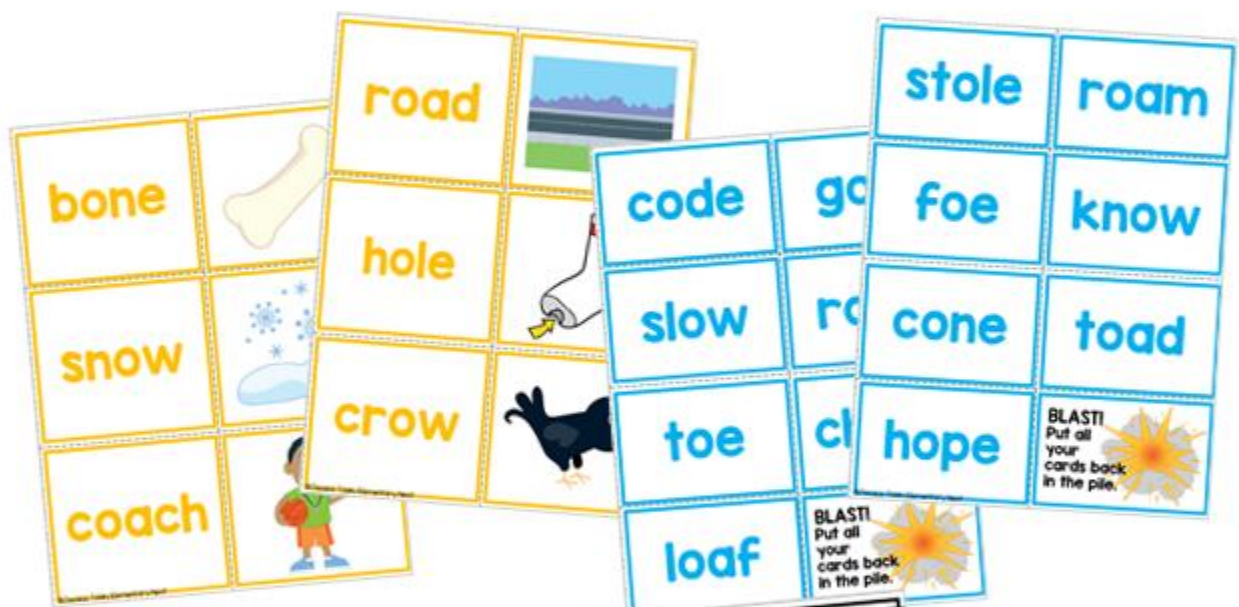 bone
snow
coach
road
hole
crow
code
slow
toe
loaf
BLAST!
Put all
your
cards back
in the pile.
stole roam
foe know
cone toad
hope
BLAST!
Put all
your
cards back
in the pile.